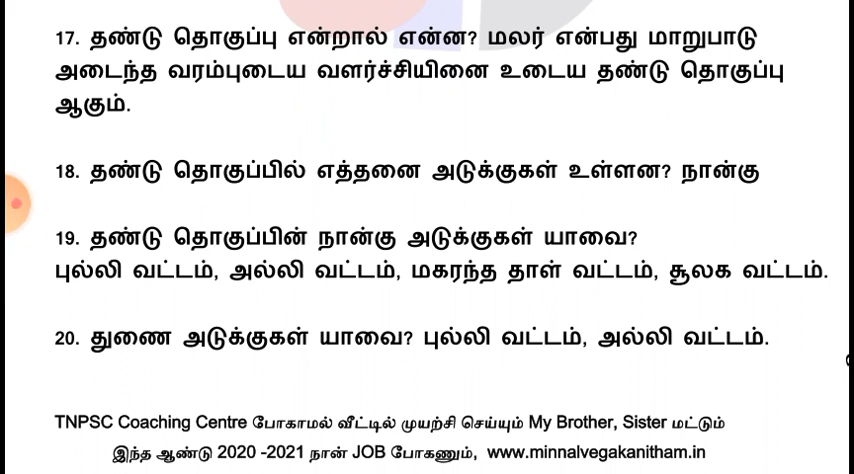 17. தண்டு தொகுப்பு என்றால் என்ன? மலர் என்பது மாறுபாடு
அடைந்த வரம்புடைய வளர்ச்சியினை உடைய தண்டு தொகுப்பு
ஆகும்.
18. தண்டு தொகுப்பில் எத்தனை அடுக்குகள் உள்ளன? நான்கு
19. தண்டு தொகுப்பின் நான்கு அடுக்குகள் யாவை?
புல்லி வட்டம், அல்லி வட்டம், மகரந்த தாள் வட்டம், சூலக வட்டம்.
20. துணை அடுக்குகள் யாவை? புல்லி வட்டம், அல்லி வட்டம்.
TNPSC Coaching Centre போகாமல் வீட்டில் முயற்சி செய்யும் My Brother, Sister மட்டும்
இந்த ஆண்டு 2020 -2021 நான் JOB போகணும், www.minnalvegakanitham.in